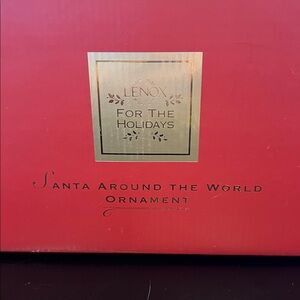 LENOX
FOR THE
HOLIDAYS
SANTA AROUND THE WORLD
ORNAMENT